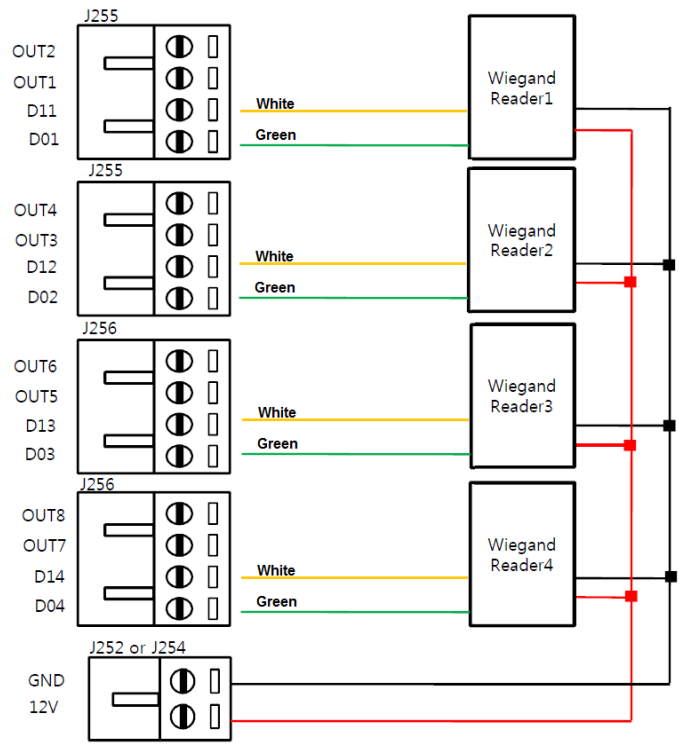 J255
OUT2
OUT1
D11
D01
White
Green
Wiegand
Reader1
J255
OUT4
OUT3
D12
D02
White
Green
Wiegand
Reader2
J256
OUT6
OUT5
D13
D03
White
Green
Wiegand
Reader3
J256
OUT8
OUT7
D14
D04
White
Green
Wiegand
Reader4
J252 or J254
GND
12V